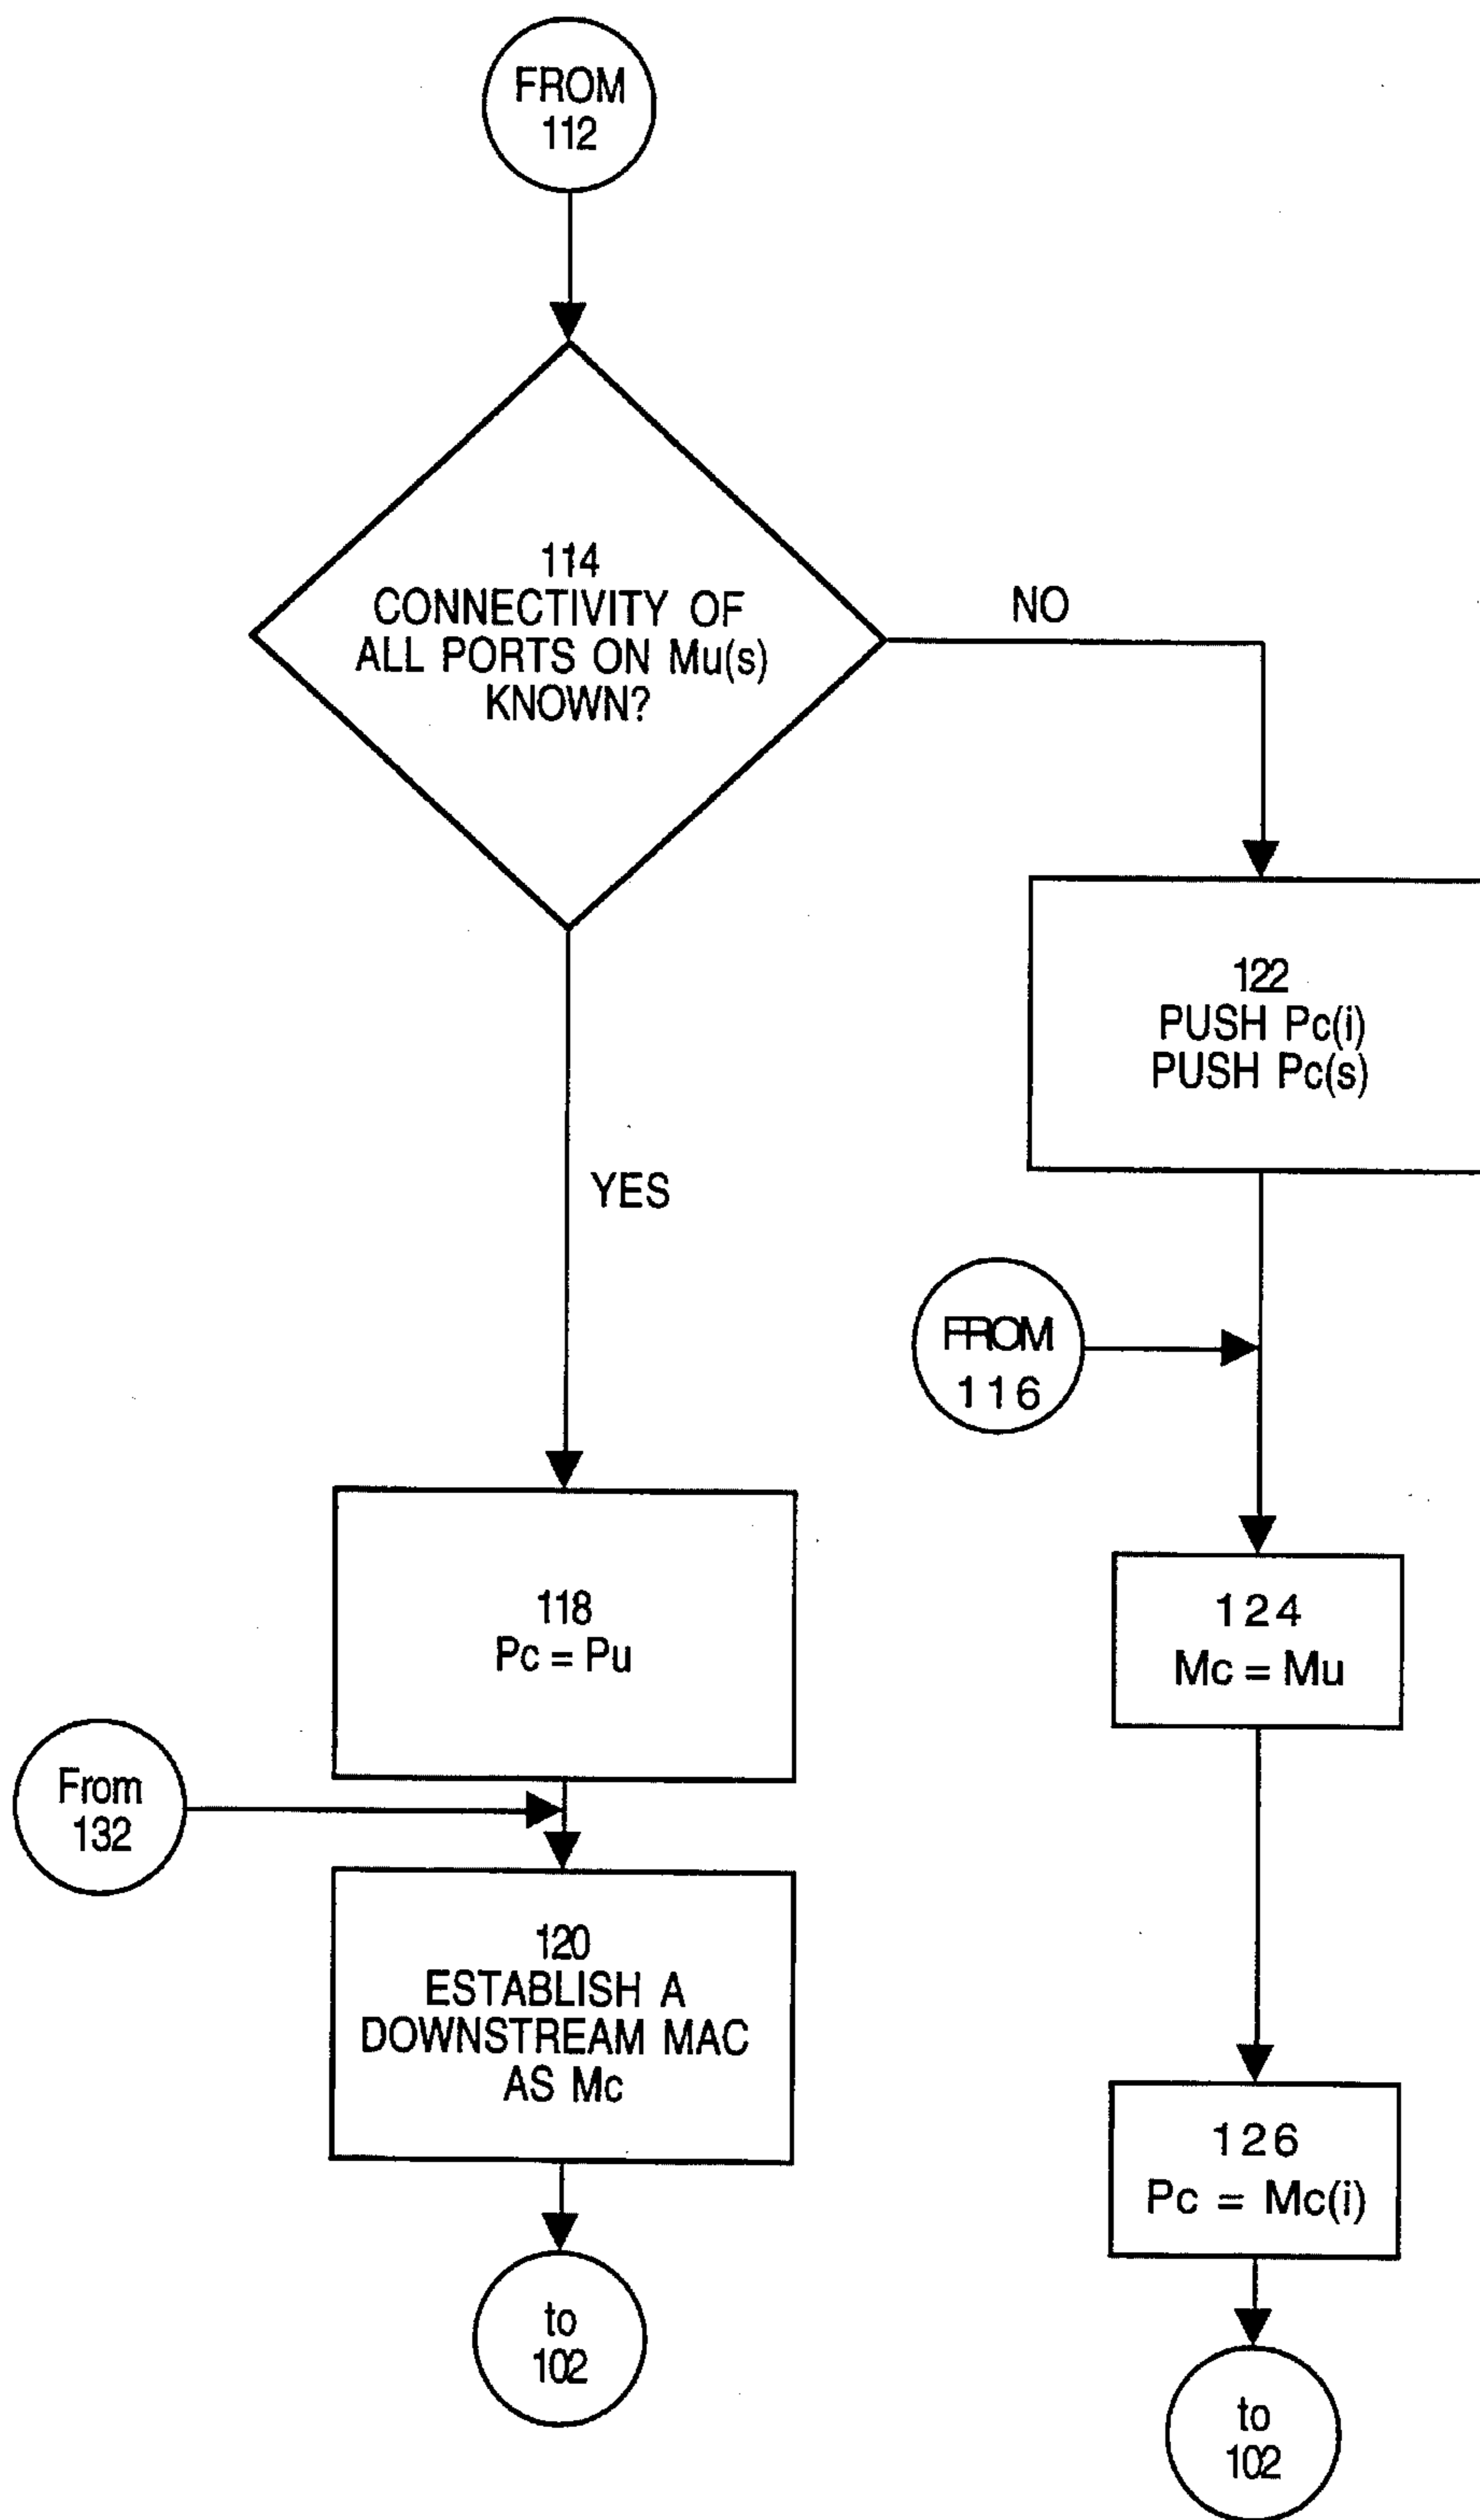 FROM
112
114
CONNECTIVITY OF
ALL PORTS ON Mu(s)
KNOWN?
NO
122
PUSH Pc(i)
PUSH Pc(s)
YES
FROM
116
118
Pc = Pu
124
Mc = Mu
From
132
120
ESTABLISH A
DOWNSTREAM MAC
AS Mc
126
Pc = Mc(i)
to
102
to
102